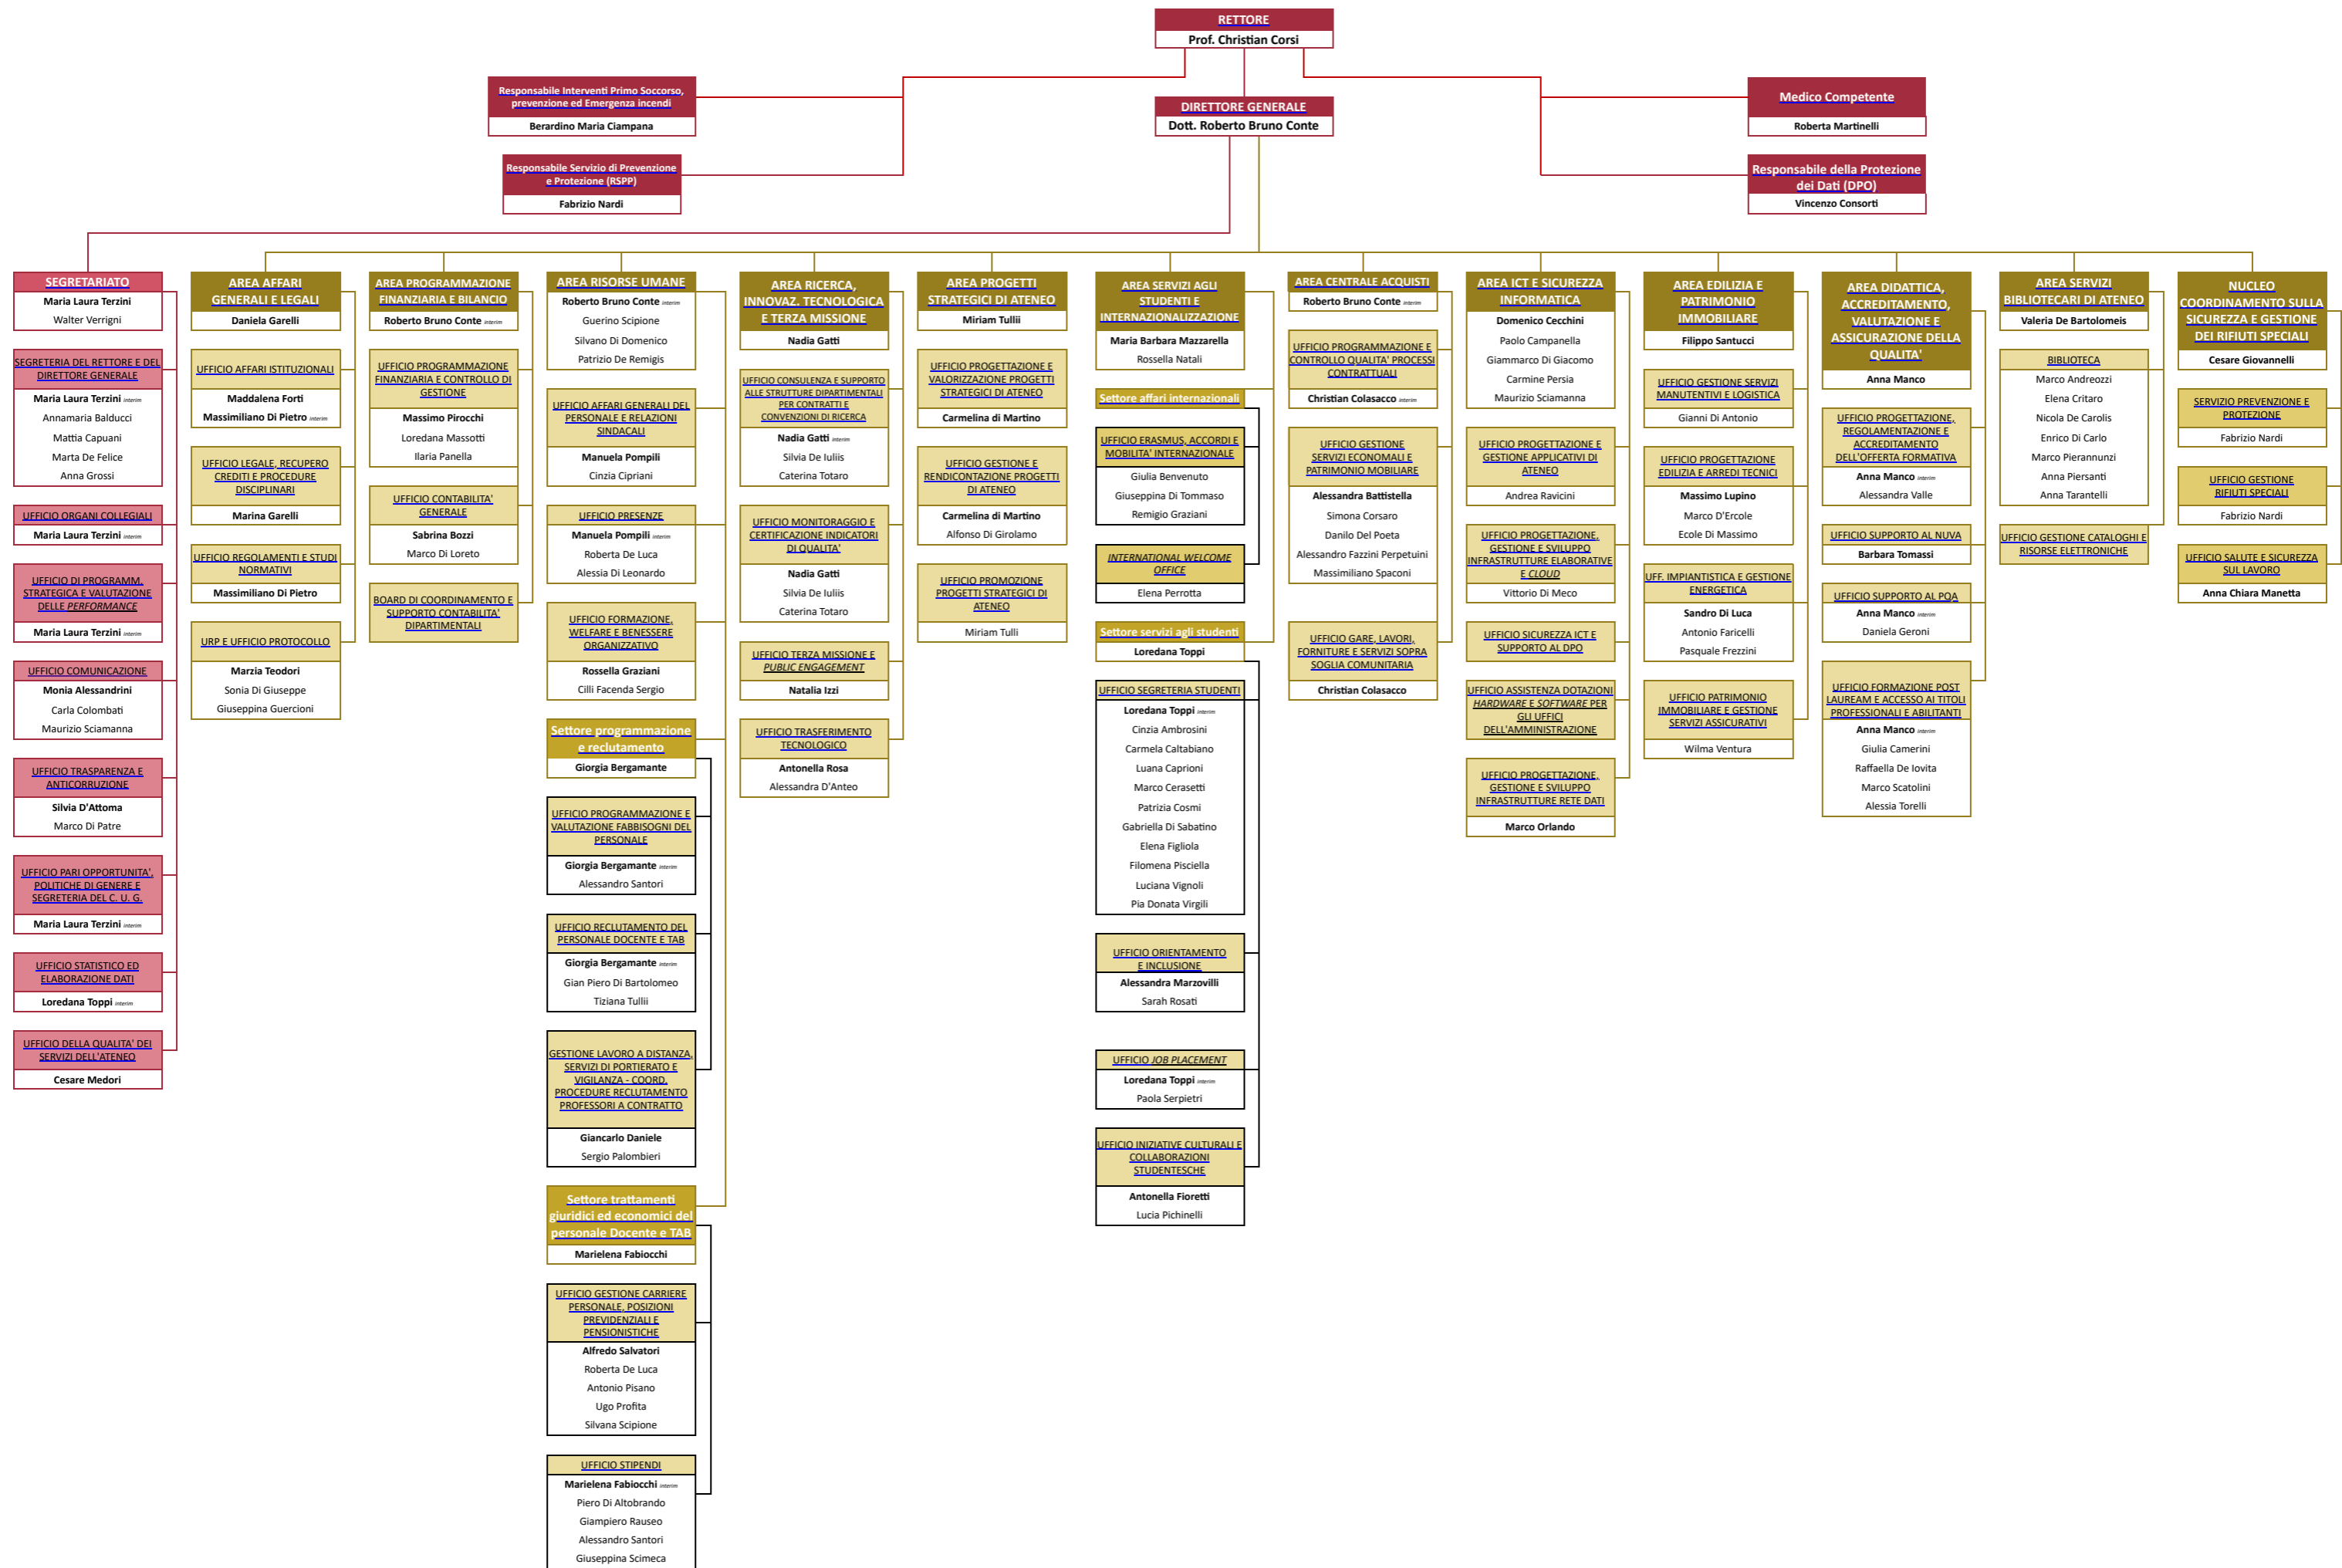 RETTORE
Prof. Christian Corsi
Responsabile Interventi Primo Soccorso,
prevenzione ed Emergenza incendi
Berardino Maria Ciampana
DIRETTORE GENERALE
Dott. Roberto Bruno Conte
Medico Competente
Roberta Martinelli
Responsabile Servizio di Prevenzione
e Protezione (RSPP)
Fabrizio Nardi
Responsabile della Protezione
dei Dati (DPO)
Vincenzo Consorti
SEGRETARIATO
Maria Laura Terzini
Walter Verrigni
SEGRETERIA DEL RETTORE E DEL
DIRETTORE GENERALE
Maria Laura Terzini interim
Annamaria Balducci
Mattia Capuani
Marta De Felice
Anna Grossi
UFFICIO ORGANI COLLEGIALI
Maria Laura Terzini interim
UFFICIO DI PROGRAMM.
STRATEGICA E VALUTAZIONE
DELLE PERFORMANCE
Maria Laura Terzini interim
UFFICIO COMUNICAZIONE
Monia Alessandrini
Carla Colombati
Maurizio Sciamanna
UFFICIO TRASPARENZA E
ANTICORRUZIONE
Silvia D'Attoma
Marco Di Patre
UFFICIO PARI OPPORTUNITA',
POLITICHE DI GENERE E
SEGRETERIA DEL C. U. G.
Maria Laura Terzini interim
UFFICIO STATISTICO ED
ELABORAZIONE DATI
Loredana Toppi interim
UFFICIO DELLA QUALITA' DEI
SERVIZI DELL'ATENEO
Cesare Medori
AREA AFFARI
GENERALI E LEGALI
Daniela Garelli
UFFICIO AFFARI ISTITUZIONALI
Maddalena Forti
Massimiliano Di Pietro interim
UFFICIO LEGALE, RECUPERO
CREDITI E PROCEDURE
DISCIPLINARI
Marina Garelli
UFFICIO REGOLAMENTI E STUDI
NORMATIVI
Massimiliano Di Pietro
URP E UFFICIO PROTOCOLLO
Marzia Teodori
Sonia Di Giuseppe
Giuseppina Guercioni
AREA PROGRAMMAZIONE
FINANZIARIA E BILANCIO
Roberto Bruno Conte interim
UFFICIO PROGRAMMAZIONE
FINANZIARIA E CONTROLLO DI
GESTIONE
Massimo Pirocchi
Loredana Massotti
Ilaria Panella
UFFICIO CONTABILITA'
GENERALE
Sabrina Bozzi
Marco Di Loreto
BOARD DI COORDINAMENTO E
SUPPORTO CONTABILITA'
DIPARTIMENTALI
AREA RISORSE UMANE
Roberto Bruno Conte interim
Guerino Scipione
Silvano Di Domenico
Patrizio De Remigis
UFFICIO AFFARI GENERALI DEL
PERSONALE E RELAZIONI
SINDACALI
Manuela Pompili
Cinzia Cipriani
UFFICIO PRESENZE
Manuela Pompili interim
Roberta De Luca
Alessia Di Leonardo
UFFICIO FORMAZIONE,
WELFARE E BENESSERE
ORGANIZZATIVO
Rossella Graziani
Cilli Facenda Sergio
Settore programmazione
e reclutamento
Giorgia Bergamante
UFFICIO PROGRAMMAZIONE E
VALUTAZIONE FABBISOGNI DEL
PERSONALE
Giorgia Bergamante interim
Alessandro Santori
UFFICIO RECLUTAMENTO DEL
PERSONALE DOCENTE E TAB
Giorgia Bergamante interim
Gian Piero Di Bartolomeo
Tiziana Tullii
GESTIONE LAVORO A DISTANZA,
SERVIZI DI PORTIERATO E
VIGILANZA - COORD.
PROCEDURE RECLUTAMENTO
PROFESSORI A CONTRATTO
Giancarlo Daniele
Sergio Palombieri
Settore trattamenti
giuridici ed economici del
personale Docente e TAB
Marielena Fabiocchi
UFFICIO GESTIONE CARRIERE
PERSONALE, POSIZIONI
PREVIDENZIALI E
PENSIONISTICHE
Alfredo Salvatori
Roberta De Luca
Antonio Pisano
Ugo Profita
Silvana Scipione
UFFICIO STIPENDI
Marielena Fabiocchi interim
Piero Di Altobrando
Giampiero Rauseo
Alessandro Santori
Giuseppina Scimeca
AREA RICERCA,
INNOVAZ. TECNOLOGICA
E TERZA MISSIONE
Nadia Gatti
UFFICIO CONSULENZA E SUPPORTO
ALLE STRUTTURE DIPARTIMENTALI
PER CONTRATTI E
CONVENZIONI DI RICERCA
Nadia Gatti interim
Silvia De Iuliis
Caterina Totaro
UFFICIO MONITORAGGIO E
CERTIFICAZIONE INDICATORI
DI QUALITA'
Nadia Gatti
Silvia De Iuliis
Caterina Totaro
UFFICIO TERZA MISSIONE E
PUBLIC ENGAGEMENT
Natalia Izzi
UFFICIO TRASFERIMENTO
TECNOLOGICO
Antonella Rosa
Alessandra D'Anteo
AREA PROGETTI
STRATEGICI DI ATENEO
Miriam Tullii
UFFICIO PROGETTAZIONE E
VALORIZZAZIONE PROGETTI
STRATEGICI DI ATENEO
Carmelina di Martino
UFFICIO GESTIONE E
RENDICONTAZIONE PROGETTI
DI ATENEO
Carmelina di Martino
Alfonso Di Girolamo
UFFICIO PROMOZIONE
PROGETTI STRATEGICI DI
ATENEO
Miriam Tulli
AREA SERVIZI AGLI
STUDENTI E
INTERNAZIONALIZZAZIONE
Maria Barbara Mazzarella
Rossella Natali
Settore affari internazionali
UFFICIO ERASMUS, ACCORDI E
MOBILITA' INTERNAZIONALE
Giulia Benvenuto
Giuseppina Di Tommaso
Remigio Graziani
INTERNATIONAL WELCOME
OFFICE
Elena Perrotta
Settore servizi agli studenti
Loredana Toppi
UFFICIO SEGRETERIA STUDENTI
Loredana Toppi interim
Cinzia Ambrosini
Carmela Caltabiano
Luana Caprioni
Marco Cerasetti
Patrizia Cosmi
Gabriella Di Sabatino
Elena Figliola
Filomena Pisciella
Luciana Vignoli
Pia Donata Virgili
UFFICIO ORIENTAMENTO
E INCLUSIONE
Alessandra Marzovilli
Sarah Rosati
UFFICIO JOB PLACEMENT
Loredana Toppi interim
Paola Serpietri
UFFICIO INIZIATIVE CULTURALI E
COLLABORAZIONI
STUDENTESCHE
Antonella Fioretti
Lucia Pichinelli
AREA CENTRALE ACQUISTI
Roberto Bruno Conte interim
UFFICIO PROGRAMMAZIONE E
CONTROLLO QUALITA' PROCESSI
CONTRATTUALI
Christian Colasacco interim
UFFICIO GESTIONE
SERVIZI ECONOMALI E
PATRIMONIO MOBILIARE
Alessandra Battistella
Simona Corsaro
Danilo Del Poeta
Alessandro Fazzini Perpetuini
Massimiliano Spaconi
UFFICIO GARE, LAVORI,
FORNITURE E SERVIZI SOPRA
SOGLIA COMUNITARIA
Christian Colasacco
AREA ICT E SICUREZZA
INFORMATICA
Domenico Cecchini
Paolo Campanella
Giammarco Di Giacomo
Carmine Persia
Maurizio Sciamanna
UFFICIO PROGETTAZIONE E
GESTIONE APPLICATIVI DI
ATENEO
Andrea Ravicini
UFFICIO PROGETTAZIONE,
GESTIONE E SVILUPPO
INFRASTRUTTURE ELABORATIVE
E CLOUD
Vittorio Di Meco
UFFICIO SICUREZZA ICT E
SUPPORTO AL DPO
UFFICIO ASSISTENZA DOTAZIONI
HARDWARE E SOFTWARE PER
GLI UFFICI
DELL'AMMINISTRAZIONE
UFFICIO PROGETTAZIONE,
GESTIONE E SVILUPPO
INFRASTRUTTURE RETE DATI
Marco Orlando
AREA EDILIZIA E
PATRIMONIO
IMMOBILIARE
Filippo Santucci
UFFICIO GESTIONE SERVIZI
MANUTENTIVI E LOGISTICA
Gianni Di Antonio
UFFICIO PROGETTAZIONE
EDILIZIA E ARREDI TECNICI
Massimo Lupino
Marco D'Ercole
Ecole Di Massimo
UFF. IMPIANTISTICA E GESTIONE
ENERGETICA
Sandro Di Luca
Antonio Faricelli
Pasquale Frezzini
UFFICIO PATRIMONIO
IMMOBILIARE E GESTIONE
SERVIZI ASSICURATIVI
Wilma Ventura
AREA DIDATTICA,
ACCREDITAMENTO,
VALUTAZIONE E
ASSICURAZIONE DELLA
QUALITA'
Anna Manco
UFFICIO PROGETTAZIONE,
REGOLAMENTAZIONE E
ACCREDITAMENTO
DELL'OFFERTA FORMATIVA
Anna Manco interim
Alessandra Valle
UFFICIO SUPPORTO AL NUVA
Barbara Tomassi
UFFICIO SUPPORTO AL PQA
Anna Manco interim
Daniela Geroni
UFFICIO FORMAZIONE POST
LAUREAM E ACCESSO AI TITOLI
PROFESSIONALI E ABILITANTI
Anna Manco interim
Giulia Camerini
Raffaella De Iovita
Marco Scatolini
Alessia Torelli
AREA SERVIZI
BIBLIOTECARI DI ATENEO
Valeria De Bartolomeis
BIBLIOTECA
Marco Andreozzi
Elena Critaro
Nicola De Carolis
Enrico Di Carlo
Marco Pierannunzi
Anna Piersanti
Anna Tarantelli
UFFICIO GESTIONE CATALOGHI E
RISORSE ELETTRONICHE
NUCLEO
COORDINAMENTO SULLA
SICUREZZA E GESTIONE
DEI RIFIUTI SPECIALI
Cesare Giovannelli
SERVIZIO PREVENZIONE E
PROTEZIONE
Fabrizio Nardi
UFFICIO GESTIONE
RIFIUTI SPECIALI
Fabrizio Nardi
UFFICIO SALUTE E SICUREZZA
SUL LAVORO
Anna Chiara Manetta